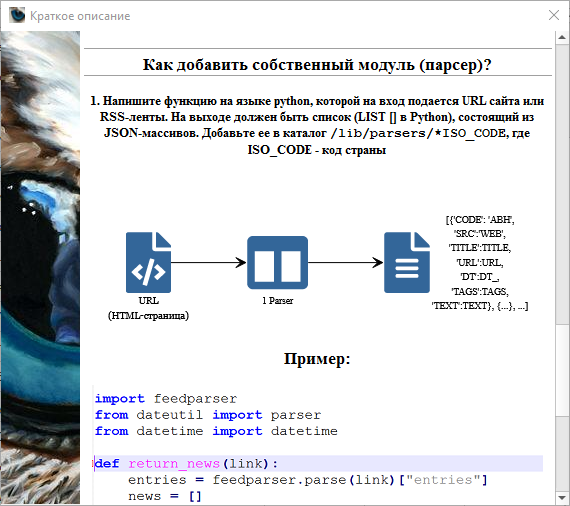 Краткое описание
Как добавить собственный модуль (парсер)?
1. Напишите функцию на языке python, которой на вход подается URL сайта или
RSS-ленты. На выходе должен быть список (LIST [] в Python), состоящий из
JSON-массивов. Добавьте ее в каталог /lib/parsers/*ISO_CODE, где
ISO_CODE - код страны
[{'CODE': 'ABH',
'SRC':'WEB',
'TITLE':TITLE,
'URL':URL,
'DT':DT_,
'TAGS':TAGS,
'TEXT':TEXT}, {...}, ...]
URL
(HTML-страница)
1 Parser
Пример:
import feedparser
from dateutil import parser
from datetime import datetime
def return_news(link):
    entries = feedparser.parse(link)["entries"]
    news = []